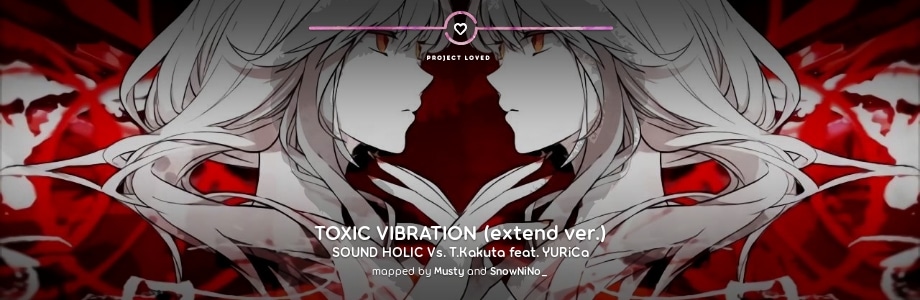 PROJECT LOVED
TOXIC VIBRATION (extend ver.)
SOUND HOLIC Vs. T.Kakuta feat. YURiCa
mapped by Musty and SnowNiNo_